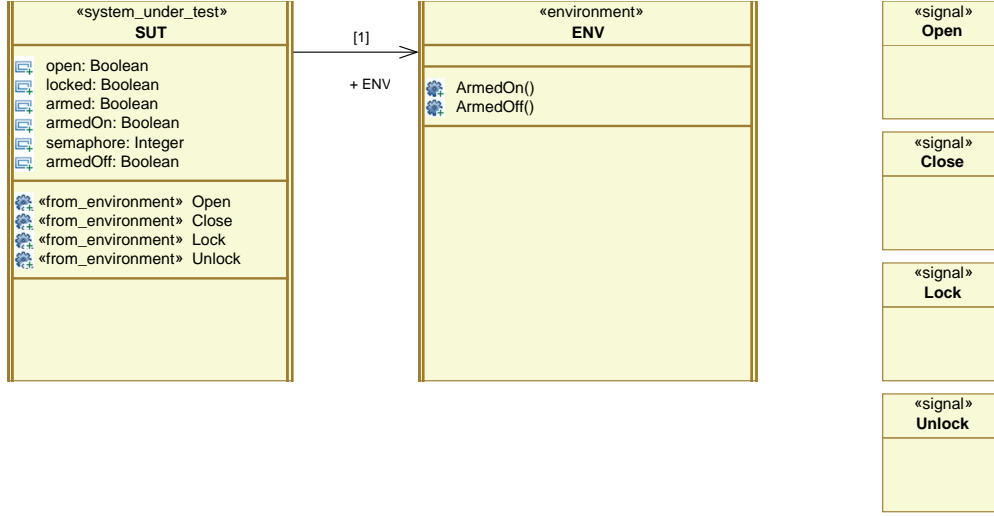 «system_under_test»
SUT
open: Boolean
locked: Boolean
armed: Boolean
armedOn: Boolean
semaphore: Integer
armedOff: Boolean
«from_environment» Open
«from_environment» Close
«from_environment» Lock
«from_environment» Unlock
[1]
+ ENV
«environment»
ENV
ArmedOn()
ArmedOff()
«signal»
Open
«signal»
Close
«signal»
Lock
«signal»
Unlock